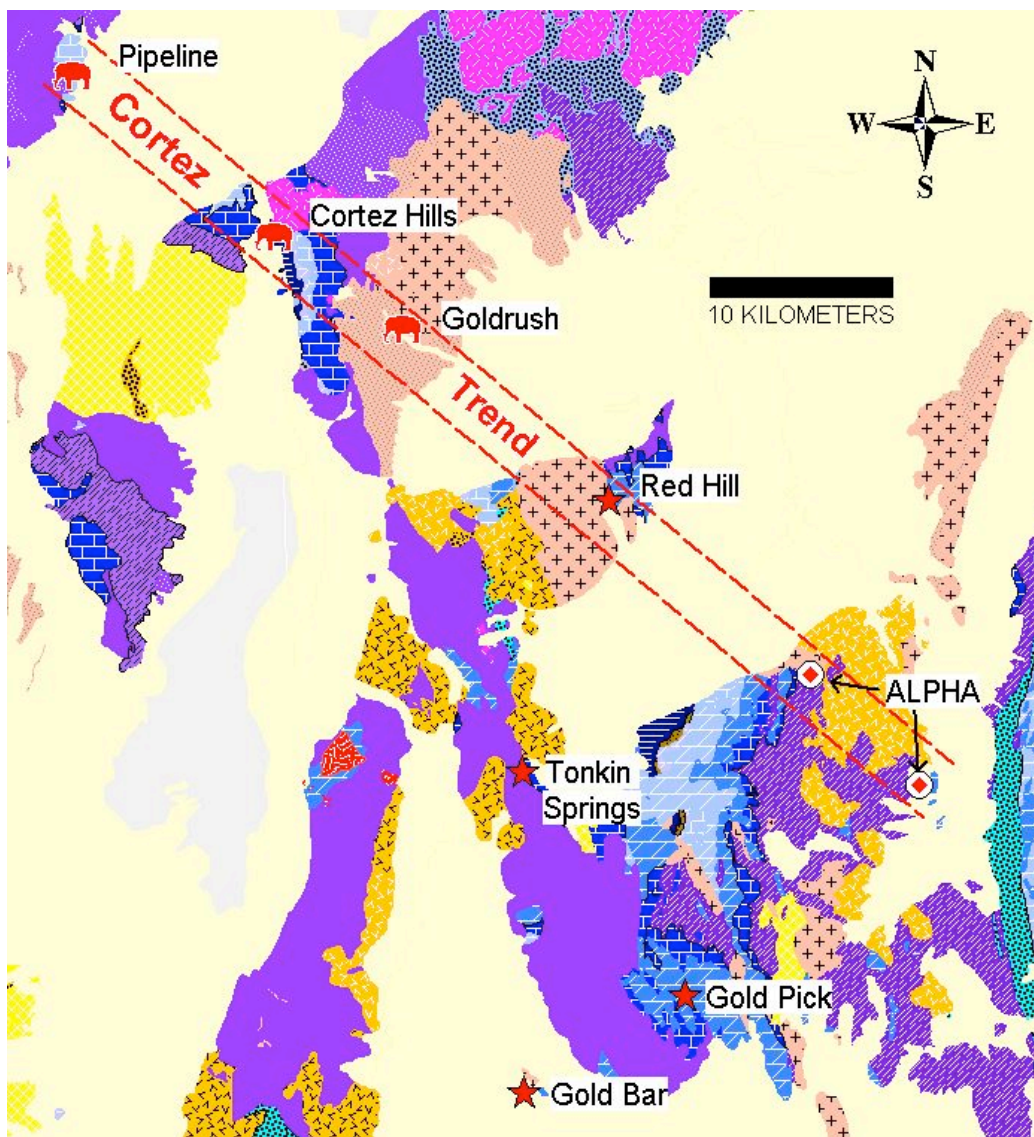 Pipeline
N
W E
S
Cortez
Cortez Hills
10 KILOMETERS
Goldrush
Trend
Red Hill
ALPHA
Tonkin
Springs
Gold Pick
Gold Bar